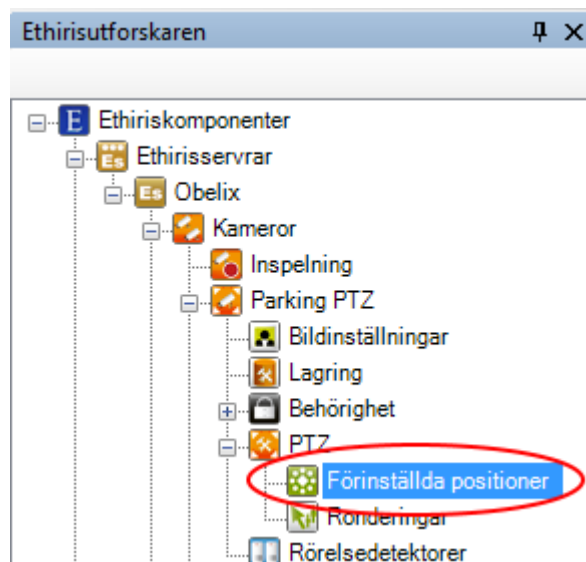 Ethirisutforskaren
E Ethiriskomponenter
Es Ethirisservrar
Es Obelix
Kameror
Inspelning
Parking PTZ
Bildinställningar
Lagring
Behörighet
PTZ
Förinställda positioner
Ronderingar
Rörelsedetektorer